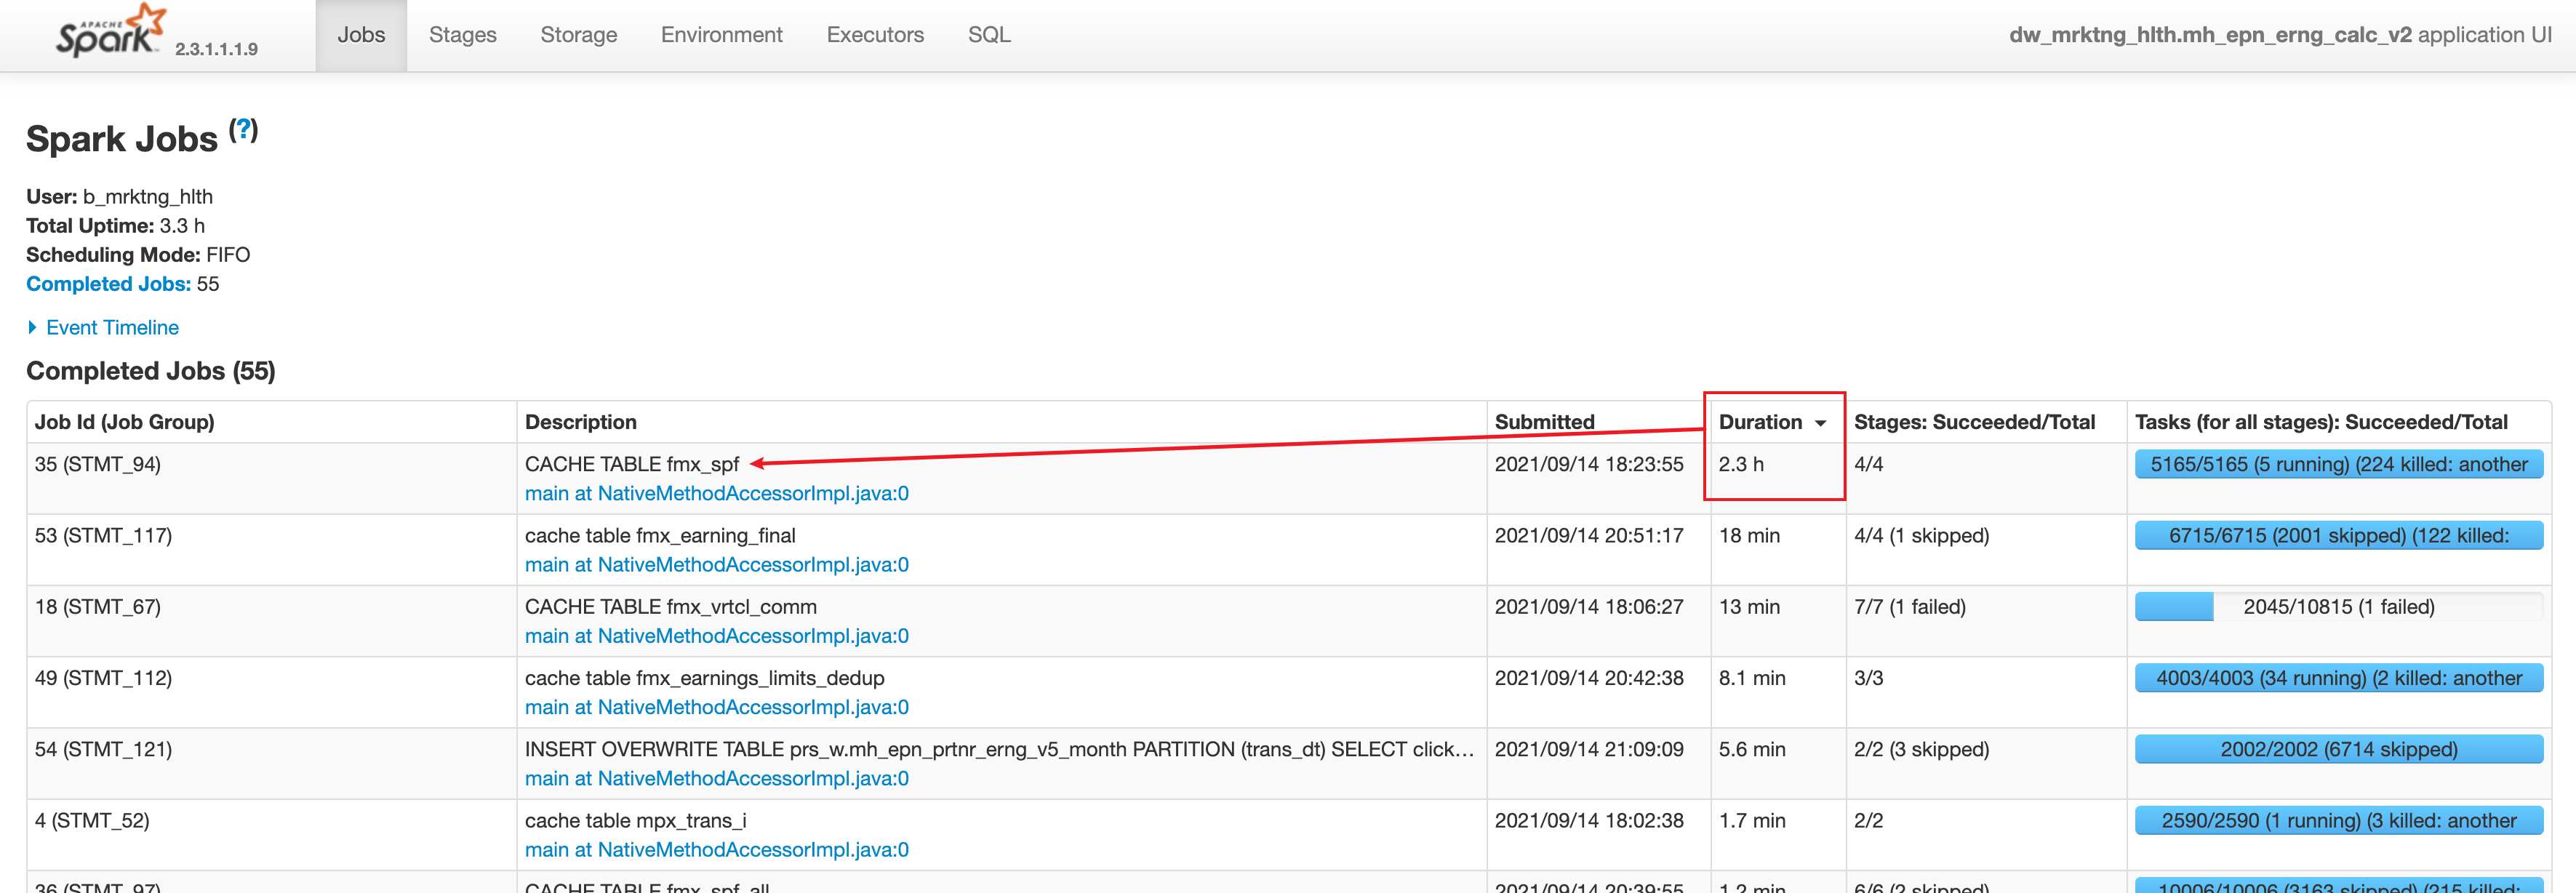 APACHE
Spark 2.3.1.1.1.9 Jobs Stages Storage Environment Executors SQL dw_mrktng_hlth.mh_epn_erng_calc_v2 application UI
Spark Jobs (?)
User: b_mrktng_hlth
Total Uptime: 3.3 h
Scheduling Mode: FIFO
Completed Jobs: 55
Event Timeline
Completed Jobs (55)
Job Id (Job Group) Description Submitted Duration Stages: Succeeded/Total Tasks (for all stages): Succeeded/Total
35 (STMT_94) CACHE TABLE fmx_spf 2021/09/14 18:23:55 2.3 h 4/4 5165/5165 (5 running) (224 killed: another
main at NativeMethodAccessorImpl.java:0
53 (STMT_117) cache table fmx_earning_final 2021/09/14 20:51:17 18 min 4/4 (1 skipped) 6715/6715 (2001 skipped) (122 killed:
main at NativeMethodAccessorImpl.java:0
18 (STMT_67) CACHE TABLE fmx_vrtcl_comm 2021/09/14 18:06:27 13 min 7/7 (1 failed) 2045/10815 (1 failed)
main at NativeMethodAccessorImpl.java:0
49 (STMT_112) cache table fmx_earnings_limits_dedup 2021/09/14 20:42:38 8.1 min 3/3 4003/4003 (34 running) (2 killed: another
main at NativeMethodAccessorImpl.java:0
54 (STMT_121) INSERT OVERWRITE TABLE prs_w.mh_epn_prtnr_erng_v5_month PARTITION (trans_dt) SELECT click... 2021/09/14 21:09:09 5.6 min 2/2 (3 skipped) 2002/2002 (6714 skipped)
main at NativeMethodAccessorImpl.java:0
4 (STMT_52) cache table mpx_trans_i 2021/09/14 18:02:38 1.7 min 2/2 2590/2590 (1 running) (3 killed: another
main at NativeMethodAccessorImpl.java:0
36 (STMT_97) CACHE TABLE fmx_spf_all 2021/09/14 20:39:55 1.2 min 6/6 (2 skipped) 10006/10006 (3163 skipped) (215 killed: